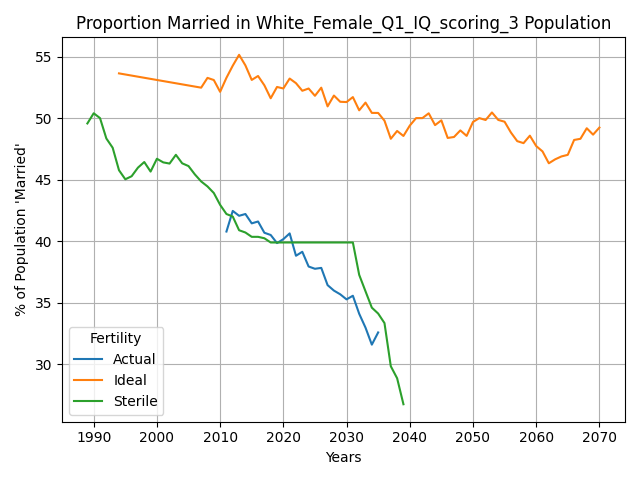 Proportion Married in White_Female_Q1_IQ_scoring_3 Population
% of Population 'Married'
55
50
45
40
35
30
Fertility
Actual
Ideal
Sterile
1990 2000 2010 2020 2030 2040 2050 2060 2070
Years